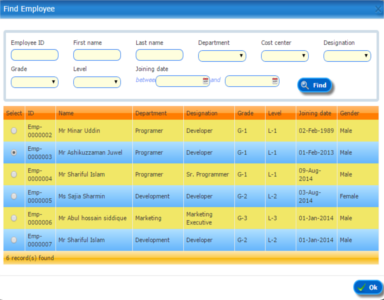 Find Employee
Employee ID First name Last name Department Cost center Designation
Grade Level Joining date
between and Find
Select ID Name Department Designation Grade Level Joining date Gender
Emp-0000002 Mr Minar Uddin Programer Developer G-1 L-1 02-Feb-1989 Male
Emp-0000003 Mr Ashikuzzaman Juwel Programer Developer G-1 L-1 01-Feb-2013 Male
Emp-0000004 Mr Shariful Islam Programer Sr. Programmer G-1 L-1 09-Aug-2014 Male
Emp-0000005 Ms Sajia Sharmin Development Developer G-2 L-2 03-Aug-2014 Female
Emp-0000006 Mr Abul hossain siddique Marketing Marketing Executive G-3 L-3 01-Jan-2014 Male
Emp-0000007 Mr Shariful Islam Development Developer G-2 L-2 01-Jan-2014 Male
6 record(s) found
Ok